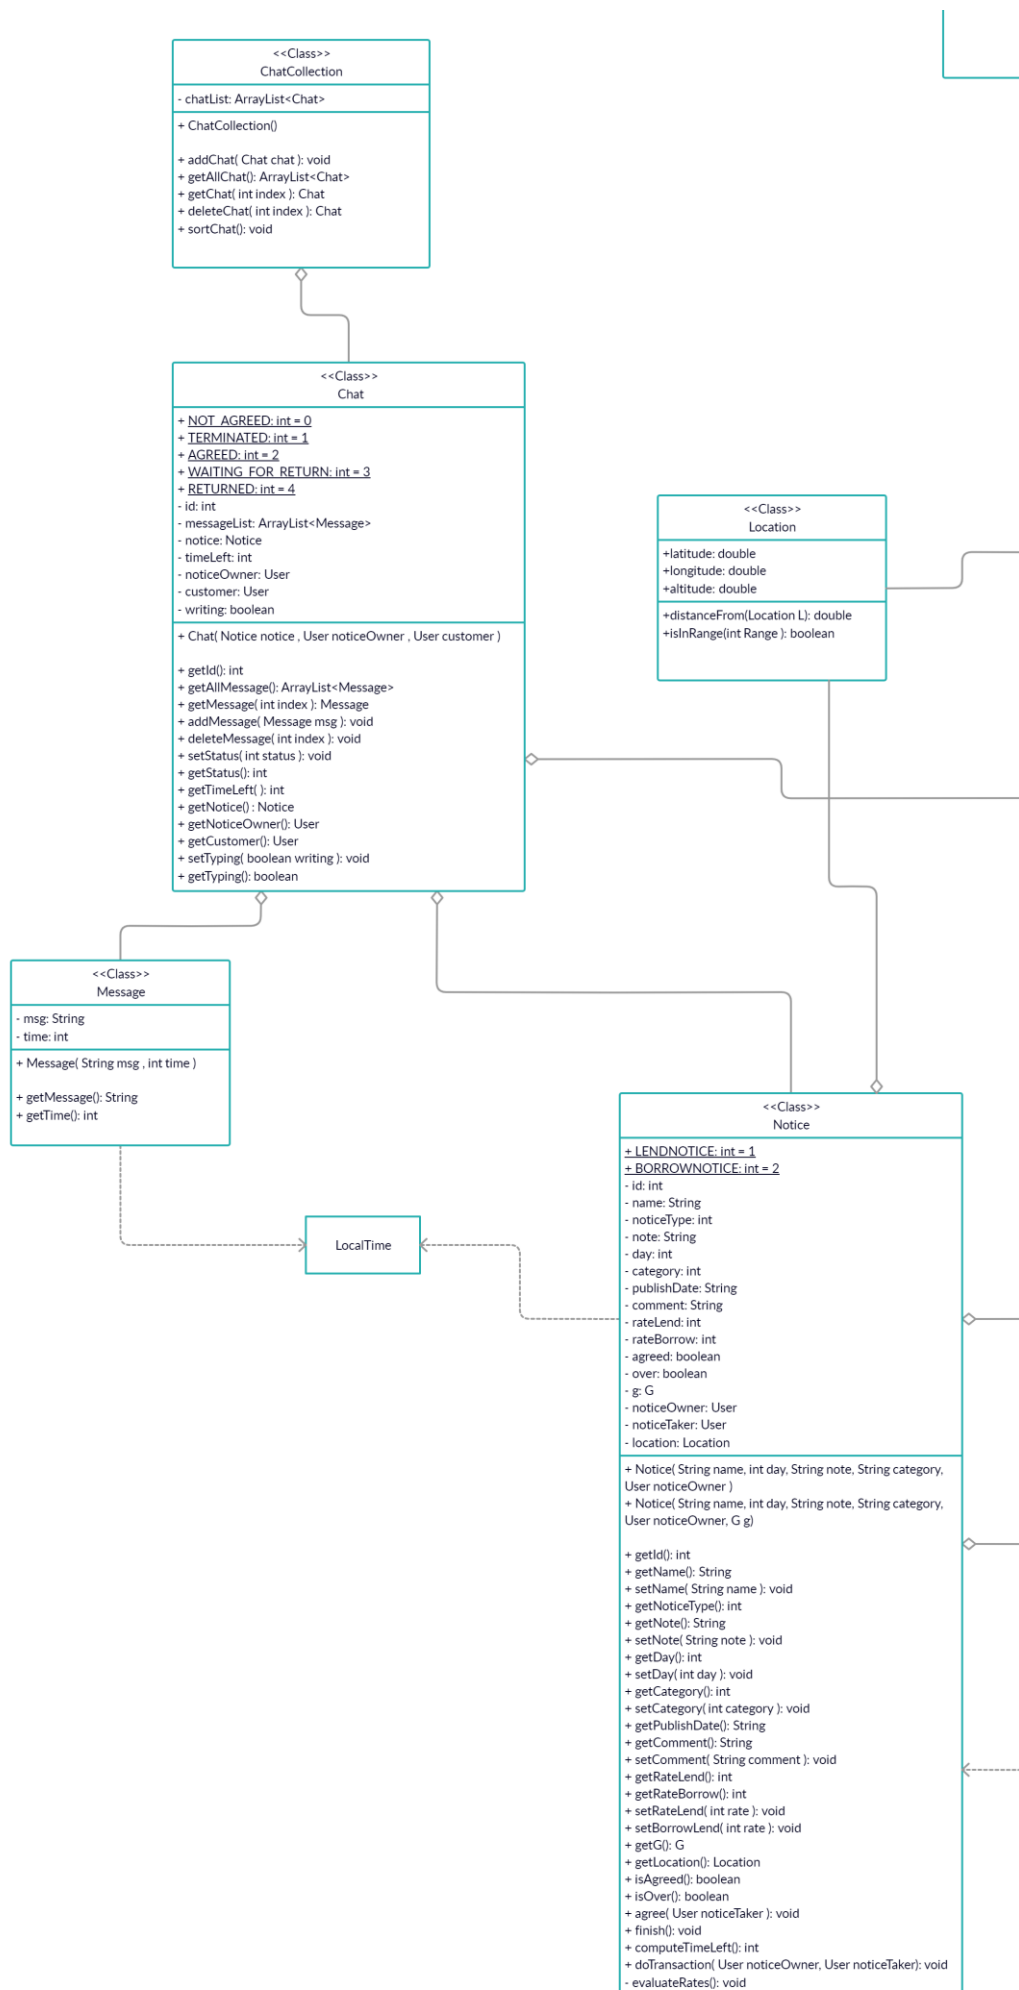 <<Class>>
ChatCollection
- chatList: ArrayList<Chat>
+ ChatCollection()
+ addChat( Chat chat ): void
+ getAllChat(): ArrayList<Chat>
+ getChat( int index ): Chat
+ deleteChat( int index ): Chat
+ sortChat(): void
<<Class>>
Chat
+ NOT_AGREED: int = 0
+ TERMINATED: int = 1
+ AGREED: int = 2
+ WAITING_FOR_RETURN: int = 3
+ RETURNED: int = 4
- id: int
- messageList: ArrayList<Message>
- notice: Notice
- timeLeft: int
- noticeOwner: User
- customer: User
- writing: boolean
+ Chat( Notice notice , User noticeOwner , User customer )
+ getId(): int
+ getAllMessage(): ArrayList<Message>
+ getMessage( int index ): Message
+ addMessage( Message msg ): void
+ deleteMessage( int index ): void
+ setStatus( int status ): void
+ getStatus(): int
+ getTimeLeft( ): int
+ getNotice() : Notice
+ getNoticeOwner(): User
+ getCustomer(): User
+ setTyping( boolean writing ): void
+ getTyping(): boolean
<<Class>>
Location
+latitude: double
+longitude: double
+altitude: double
+distanceFrom(Location L): double
+isInRange(int Range ): boolean
<<Class>>
Message
- msg: String
- time: int
+ Message( String msg , int time )
+ getMessage(): String
+ getTime(): int
LocalTime
<<Class>>
Notice
+ LENDNOTICE: int = 1
+ BORROWNOTICE: int = 2
- id: int
- name: String
- noticeType: int
- note: String
- day: int
- category: int
- publishDate: String
- comment: String
- rateLend: int
- rateBorrow: int
- agreed: boolean
- over: boolean
- g: G
- noticeOwner: User
- noticeTaker: User
- location: Location
+ Notice( String name, int day, String note, String category,
User noticeOwner )
+ Notice( String name, int day, String note, String category,
User noticeOwner, G g)
+ getId(): int
+ getName(): String
+ setName( String name ): void
+ getNoticeType(): int
+ getNote(): String
+ setNote( String note ): void
+ getDay(): int
+ setDay( int day ): void
+ getCategory(): int
+ setCategory( int category ): void
+ getPublishDate(): String
+ getComment(): String
+ setComment( String comment ): void
+ getRateLend(): int
+ getRateBorrow(): int
+ setRateLend( int rate ): void
+ setBorrowLend( int rate ): void
+ getG(): G
+ getLocation(): Location
+ isAgreed(): boolean
+ isOver(): boolean
+ agree( User noticeTaker ): void
+ finish(): void
+ computeTimeLeft(): int
+ doTransaction( User noticeOwner, User noticeTaker): void
- evaluateRates(): void